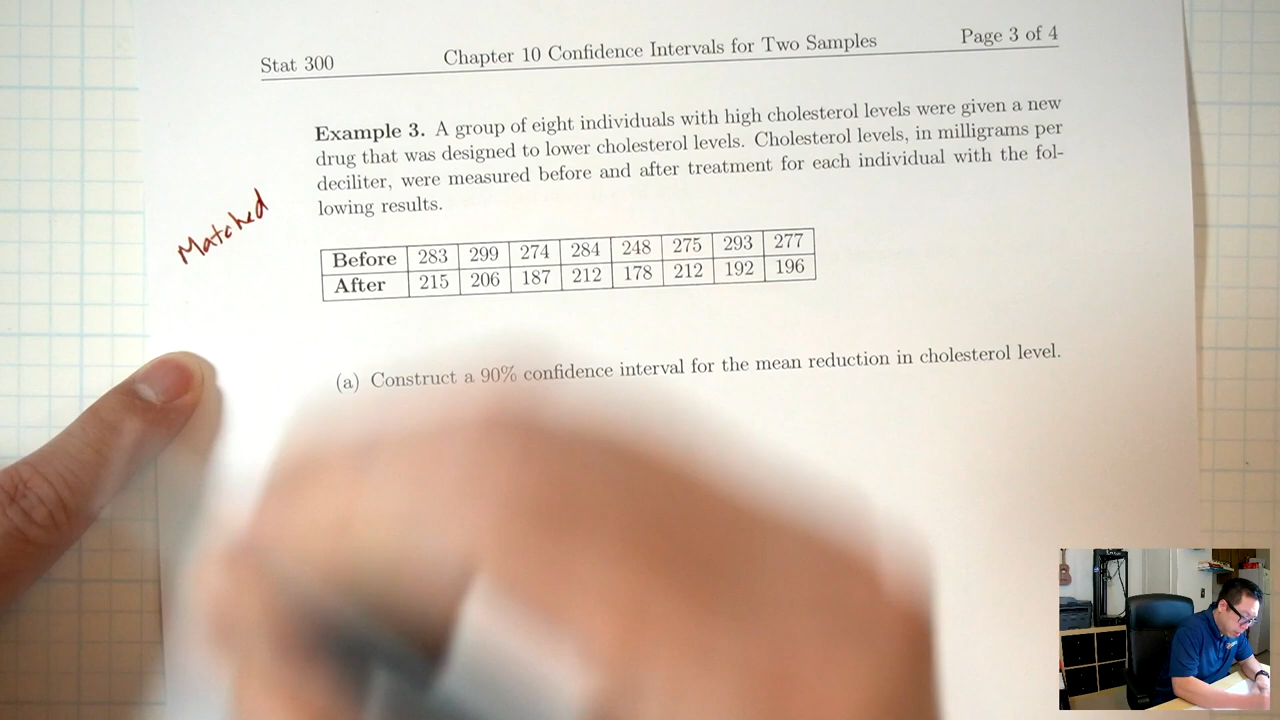 Stat 300 Chapter 10 Confidence Intervals for Two Samples Page 3 of 4
Example 3. A group of eight individuals with high cholesterol levels were given a new
drug that was designed to lower cholesterol levels. Cholesterol levels, in milligrams per
deciliter, were measured before and after treatment for each individual with the fol-
lowing results.
Matched
Before 283 299 274 284 248 275 293 277
After 215 206 187 212 178 212 192 196
(a) Construct a 90% confidence interval for the mean reduction in cholesterol level.